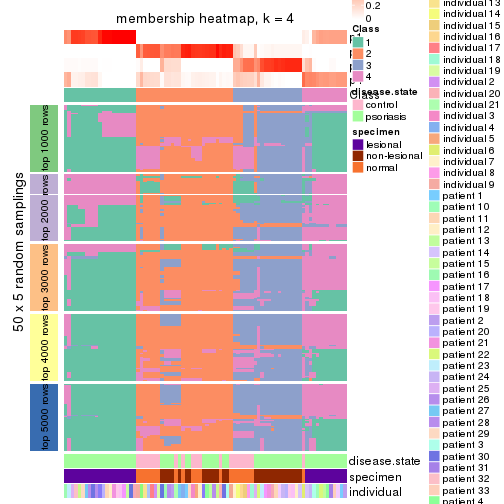 membership heatmap, k = 4
50 x 5 random samplings
top 1000 rows
top 2000 rows
top 3000 rows
top 4000 rows
top 5000 rows
Class
disease.state
specimen
individual
0.2
0
Class
1
2
3
4
disease.state
control
psoriasis
specimen
lesional
non-lesional
normal
individual 13
individual 14
individual 15
individual 16
individual 17
individual 18
individual 19
individual 2
individual 20
individual 21
individual 3
individual 4
individual 5
individual 6
individual 7
individual 8
individual 9
patient 1
patient 10
patient 11
patient 12
patient 13
patient 14
patient 15
patient 16
patient 17
patient 18
patient 19
patient 2
patient 20
patient 21
patient 22
patient 23
patient 24
patient 25
patient 26
patient 27
patient 28
patient 29
patient 3
patient 30
patient 31
patient 32
patient 33
patient 4